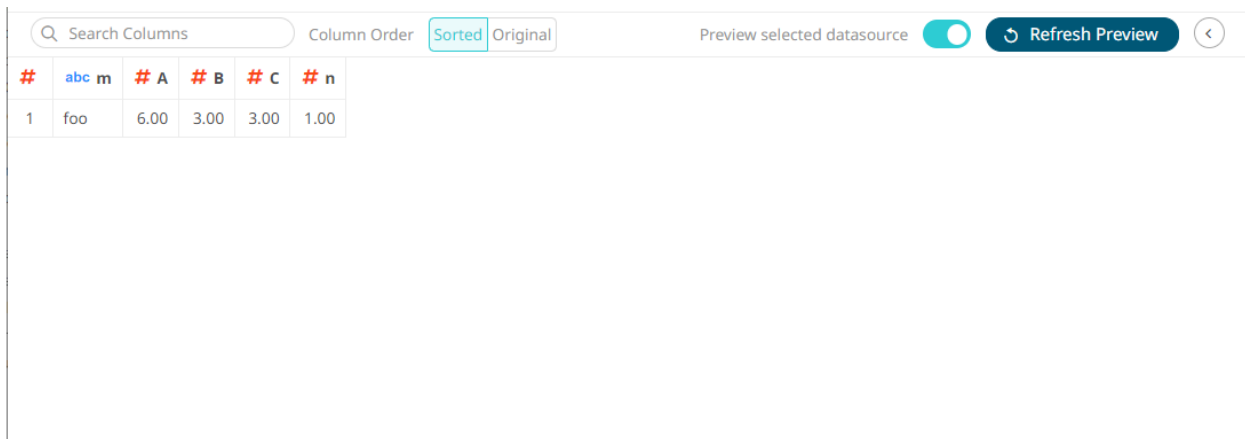 Search Columns Column Order Sorted Original Preview selected datasource Refresh Preview
# abc m # A # B # C # n
1 foo 6.00 3.00 3.00 1.00